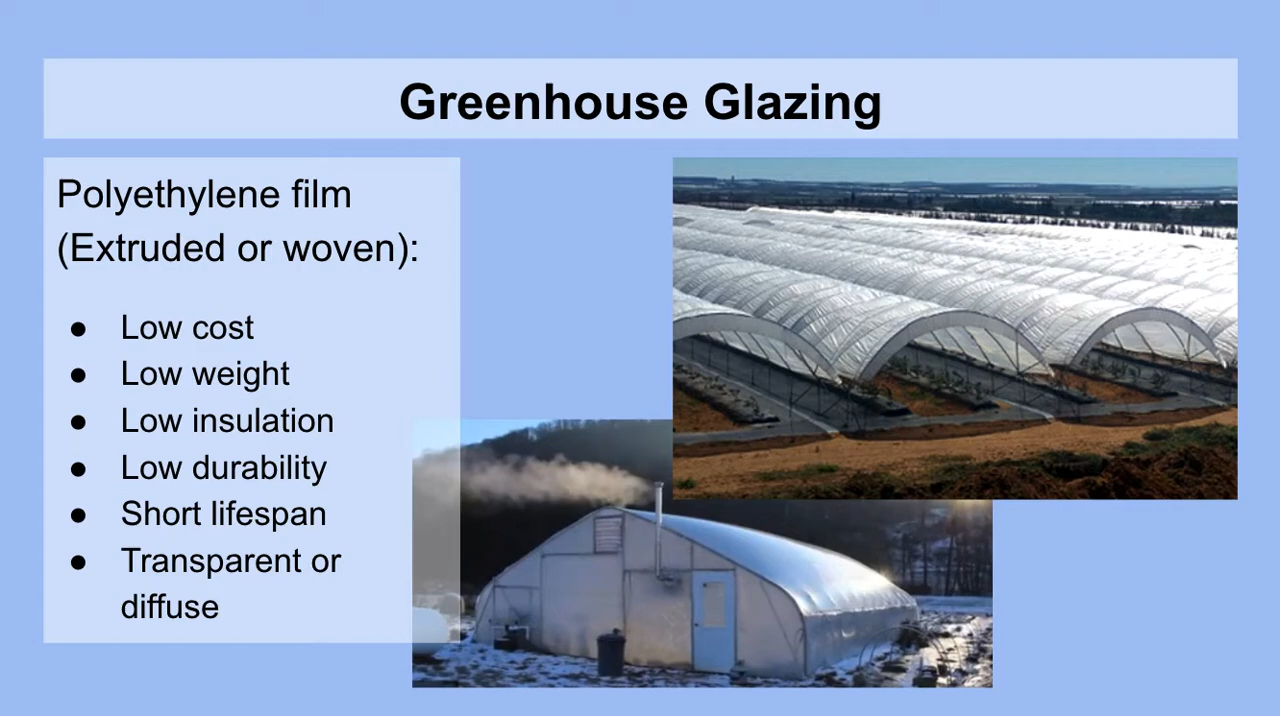 Greenhouse Glazing
Polyethylene film
(Extruded or woven):
● Low cost
● Low weight
● Low insulation
● Low durability
● Short lifespan
● Transparent or
diffuse